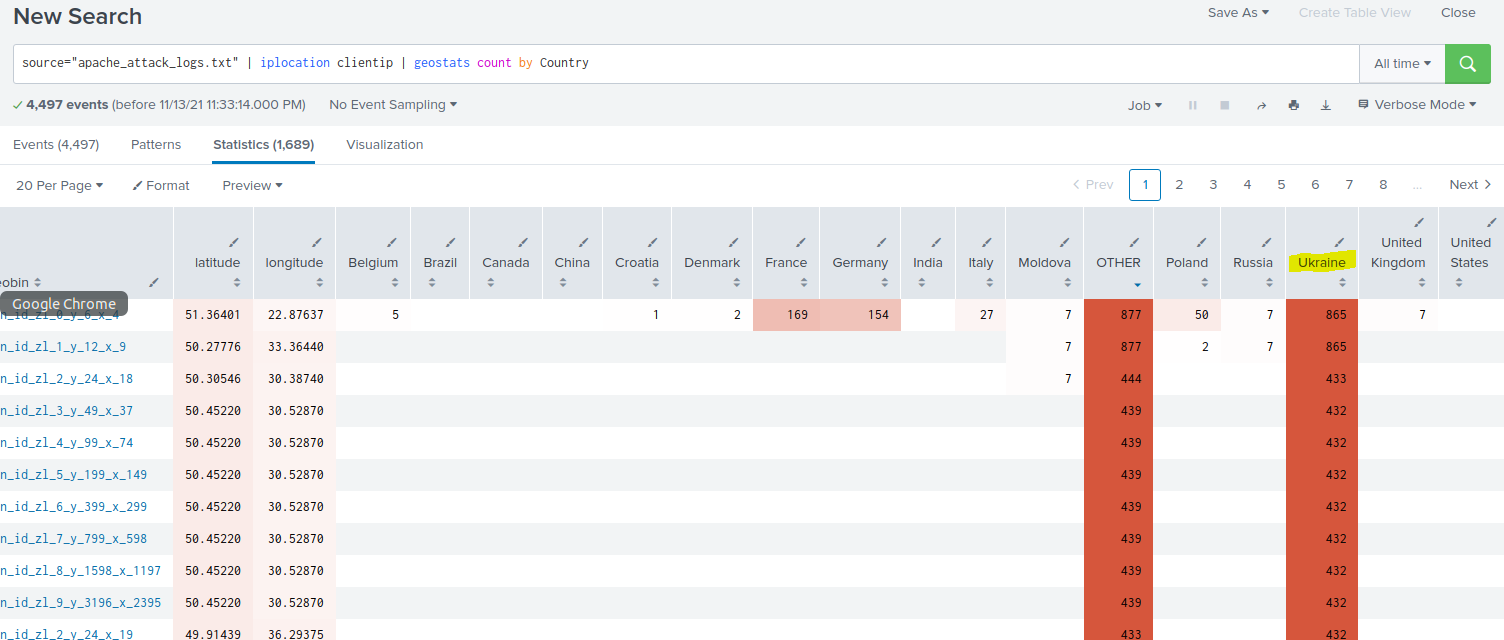 New Search
Save As Create Table View Close
source="apache_attack_logs.txt" | iplocation clientip | geostats count by Country
All time
4,497 events (before 11/13/21 11:33:14.000 PM) No Event Sampling
Job Verbose Mode
Events (4,497) Patterns Statistics (1,689) Visualization
20 Per Page Format Preview
< Prev 1 2 3 4 5 6 7 8 ... Next >
eobin latitude longitude Belgium Brazil Canada China Croatia Denmark France Germany India Italy Moldova OTHER Poland Russia Ukraine United Kingdom United States
Google Chrome
n_id_zl_0_y_6_x_4 51.36401 22.87637 5 1 2 169 154 27 7 877 50 7 865 7
n_id_zl_1_y_12_x_9 50.27776 33.36440 7 877 2 7 865
n_id_zl_2_y_24_x_18 50.30546 30.38740 7 444 433
n_id_zl_3_y_49_x_37 50.45220 30.52870 439 432
n_id_zl_4_y_99_x_74 50.45220 30.52870 439 432
n_id_zl_5_y_199_x_149 50.45220 30.52870 439 432
n_id_zl_6_y_399_x_299 50.45220 30.52870 439 432
n_id_zl_7_y_799_x_598 50.45220 30.52870 439 432
n_id_zl_8_y_1598_x_1197 50.45220 30.52870 439 432
n_id_zl_9_y_3196_x_2395 50.45220 30.52870 439 432
n_id_zl_2_y_24_x_19 49.91439 36.29375 433 432